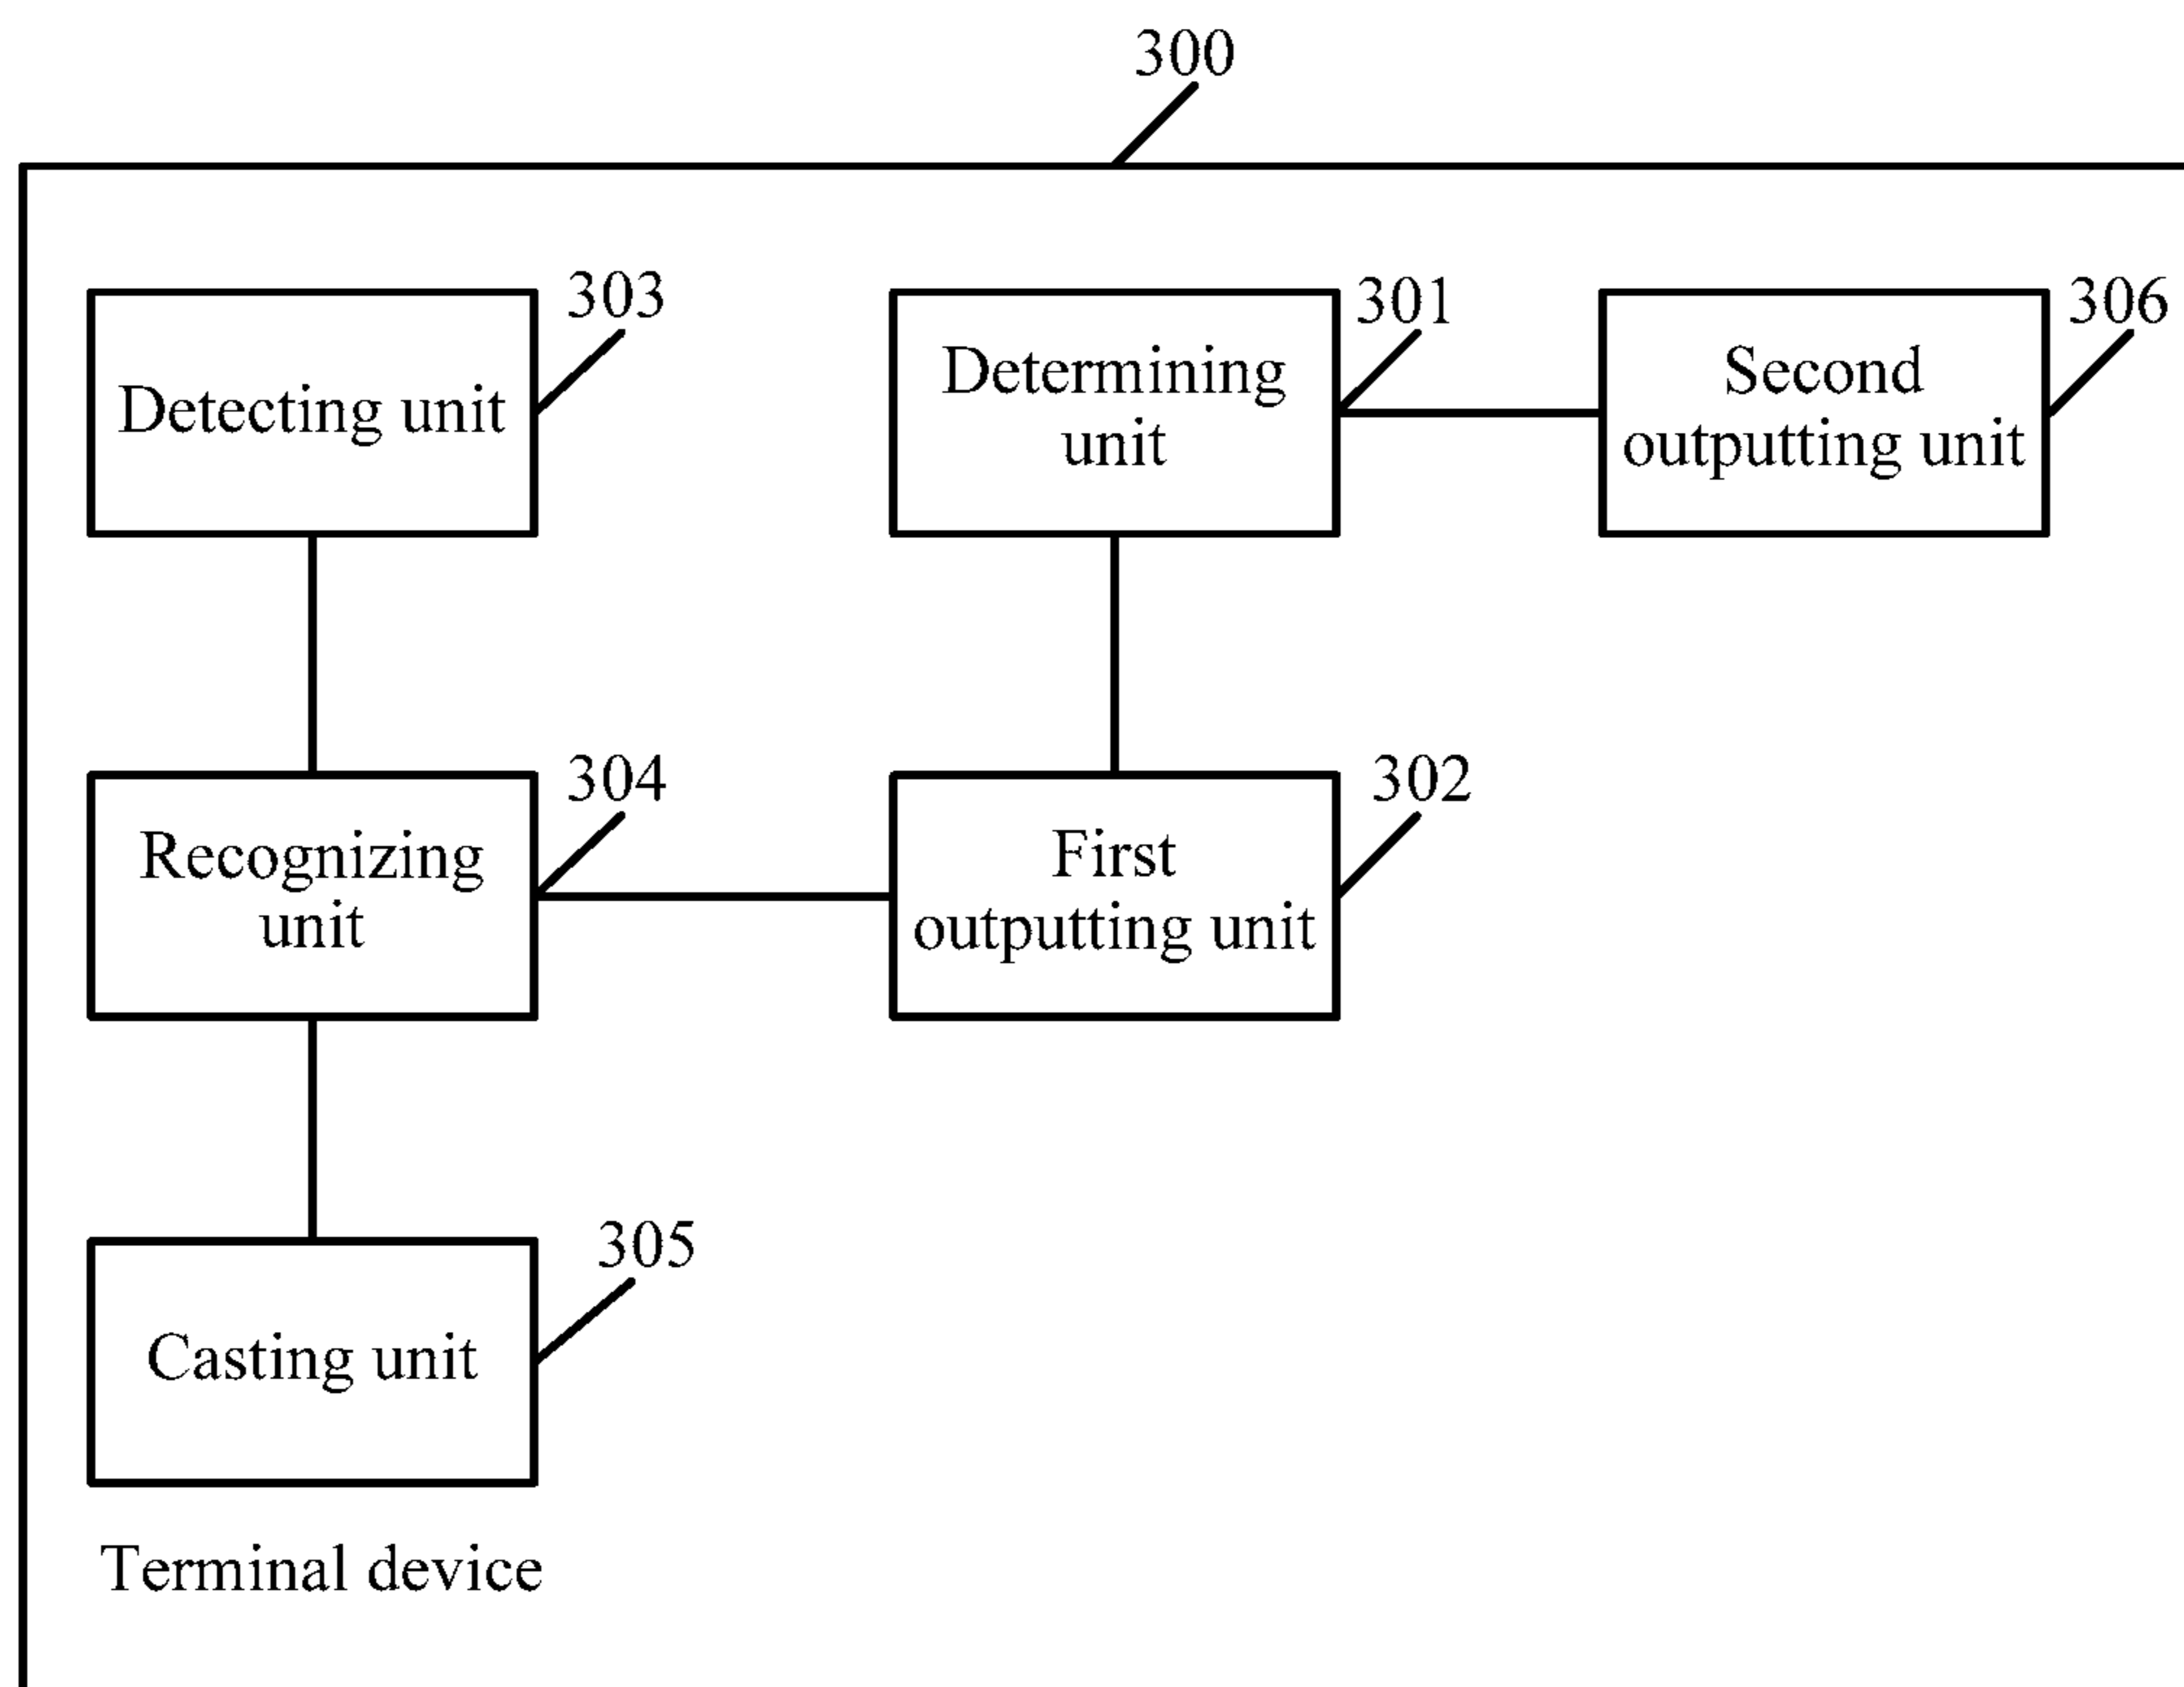 300
303
301
306
Detecting unit
Determining
unit
Second
outputting unit
304
302
Recognizing
unit
First
outputting unit
305
Casting unit
Terminal device